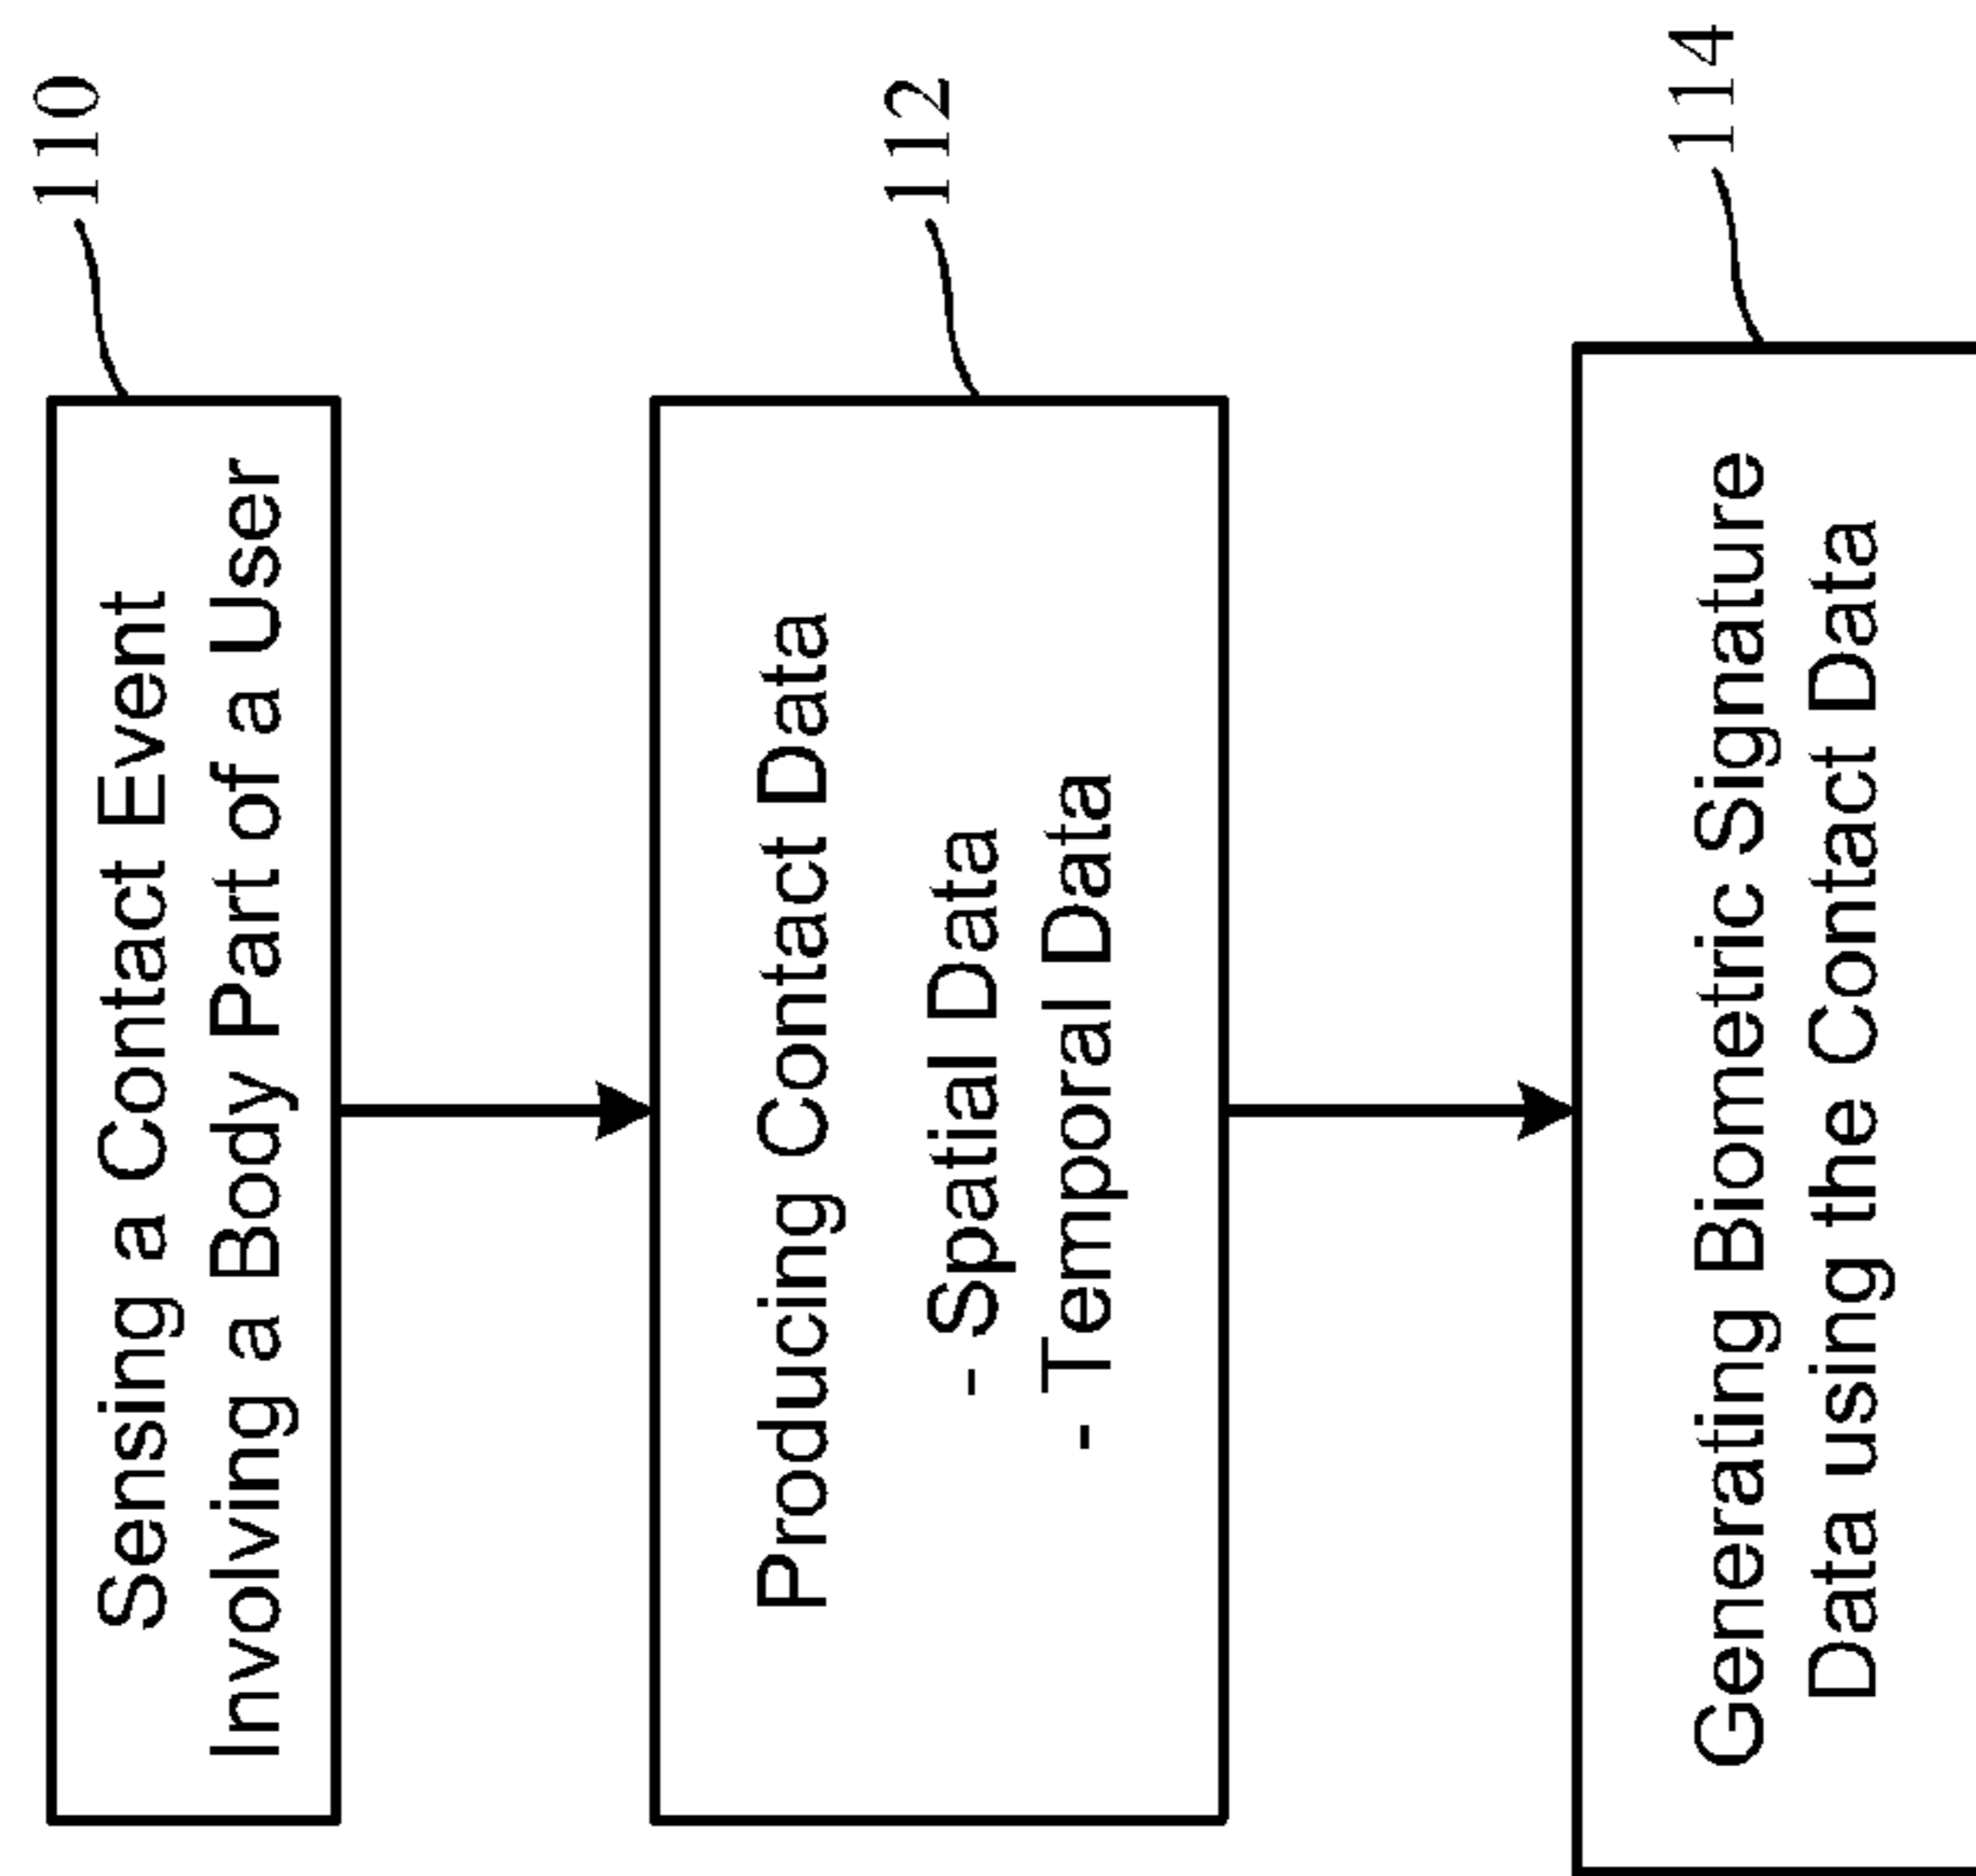 110
Sensing a Contact Event
Involving a Body Part of a User
112
Producing Contact Data
- Spatial Data
- Temporal Data
114
Generating Biometric Signature
Data using the Contact Data